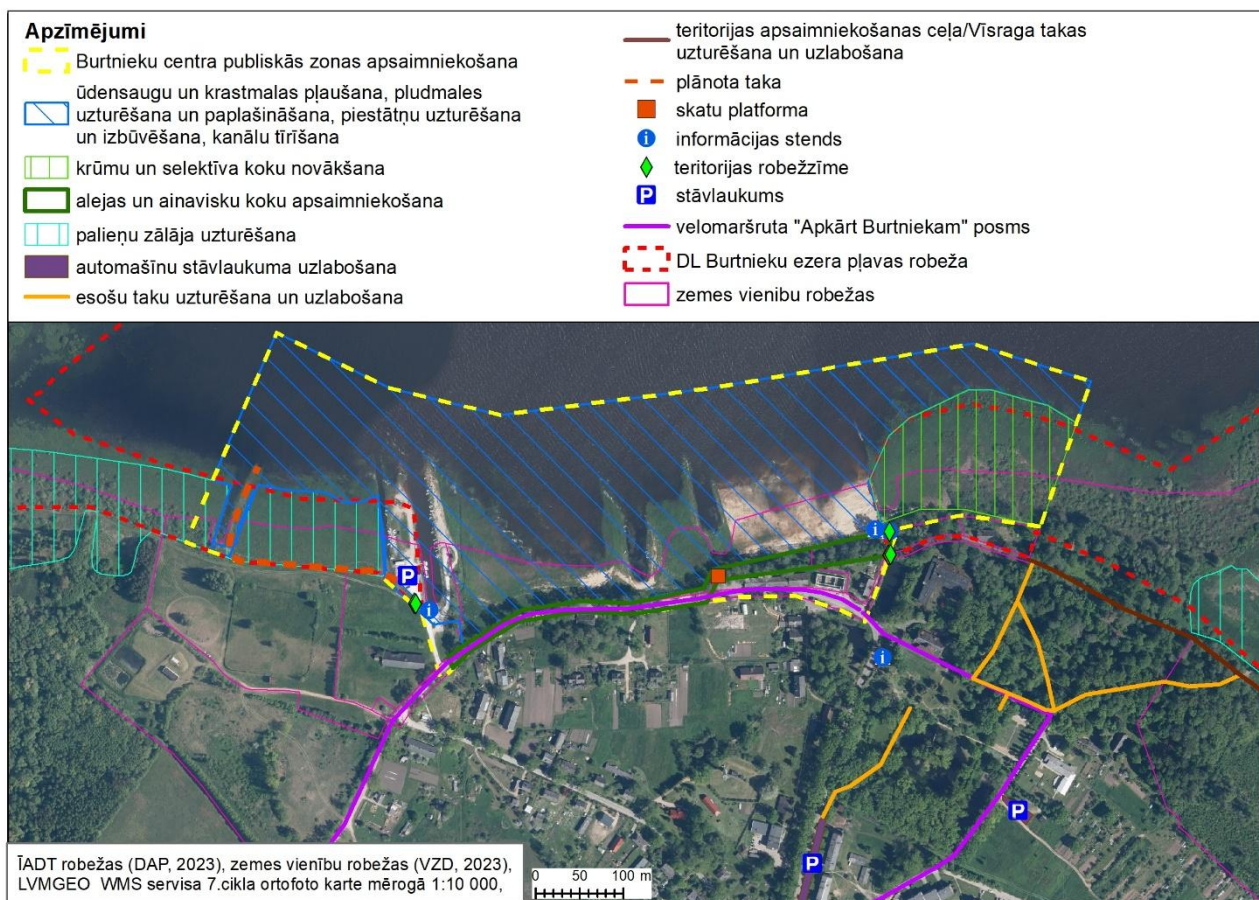 Apzīmējumi
Burtnieku centra publiskās zonas apsaimniekošana
ūdensaugu un krastmalas pļaušana, pludmales
uzturēšana un paplašināšana, piestātņu uzturēšana
un izbūvēšana, kanālu tīrīšana
krūmu un selektīva koku novākšana
alejas un ainavisku koku apsaimniekošana
palieņu zālāja uzturēšana
automašīnu stāvlaukuma uzlabošana
esošu taku uzturēšana un uzlabošana
teritorijas apsaimniekošanas ceļa/Vīsraga takas
uzturēšana un uzlabošana
plānota taka
skatu platforma
i informācijas stends
teritorijas robežzīme
P stāvlaukums
velomaršruta "Apkārt Burtniekam" posms
DL Burtnieku ezera pļavas robeža
zemes vienību robežas
i
P
i
i
P
P
ĪADT robežas (DAP, 2023), zemes vienību robežas (VZD, 2023),
LVMGEO WMS servisa 7.cikla ortofoto karte mērogā 1:10 000,
0 50 100 m